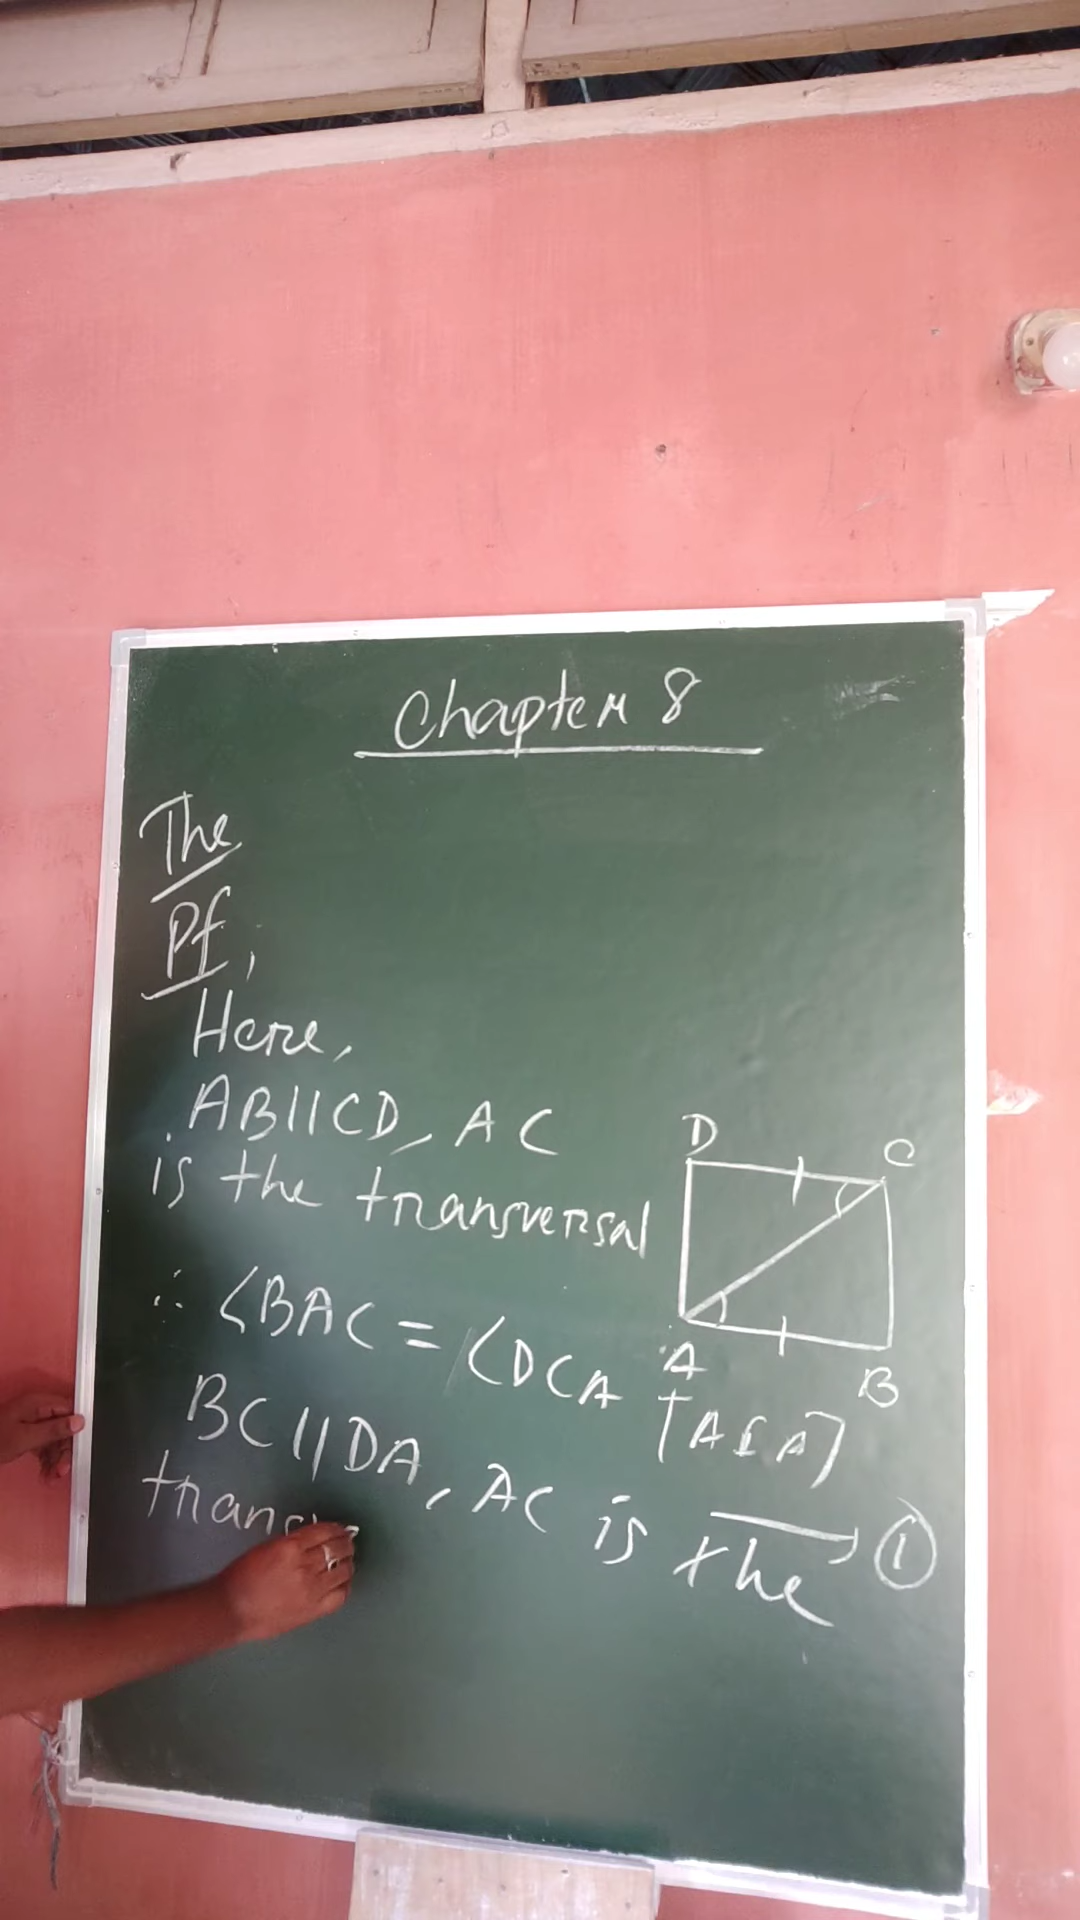 Chapter 8
The
Pf,
Here,
AB||CD, AC
is the transversal
∴ ∠BAC = ∠DCA
[AIA]
→ ①
BC||DA, AC is the
D
C
A
B